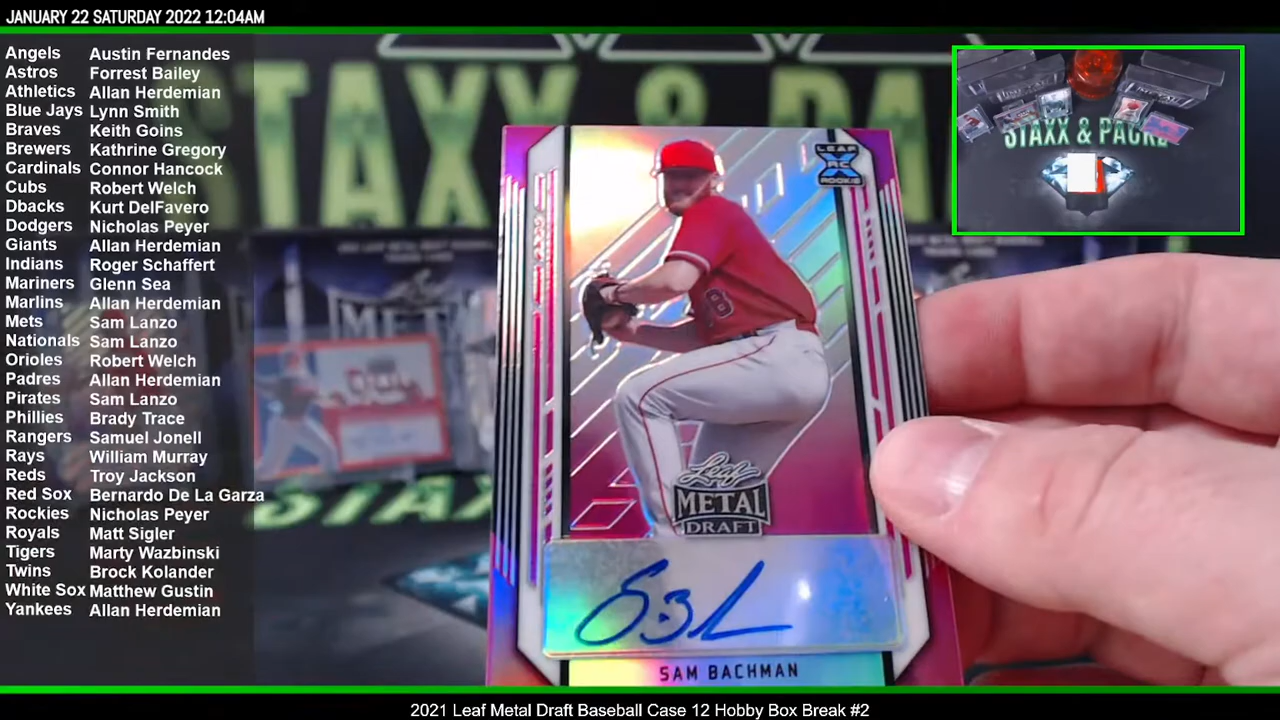 JANUARY 22 SATURDAY 2022 12:04AM
Angels Austin Fernandes
Astros Forrest Bailey
Athletics Allan Herdemian
Blue Jays Lynn Smith
Braves Keith Goins
Brewers Kathrine Gregory
Cardinals Connor Hancock
Cubs Robert Welch
Dbacks Kurt DelFavero
Dodgers Nicholas Peyer
Giants Allan Herdemian
Indians Roger Schaffert
Mariners Glenn Sea
Marlins Allan Herdemian
Mets Sam Lanzo
Nationals Sam Lanzo
Orioles Robert Welch
Padres Allan Herdemian
Pirates Sam Lanzo
Phillies Brady Trace
Rangers Samuel Jonell
Rays William Murray
Reds Troy Jackson
Red Sox Bernardo De La Garza
Rockies Nicholas Peyer
Royals Matt Sigler
Tigers Marty Wazbinski
Twins Brock Kolander
White Sox Matthew Gustin
Yankees Allan Herdemian
STAXX & PA
LEAF
RC
ROOKIE
8
Leaf
METAL
DRAFT
SAM BACHMAN
METAL
STAXX & PACK
2021 Leaf Metal Draft Baseball Case 12 Hobby Box Break #2